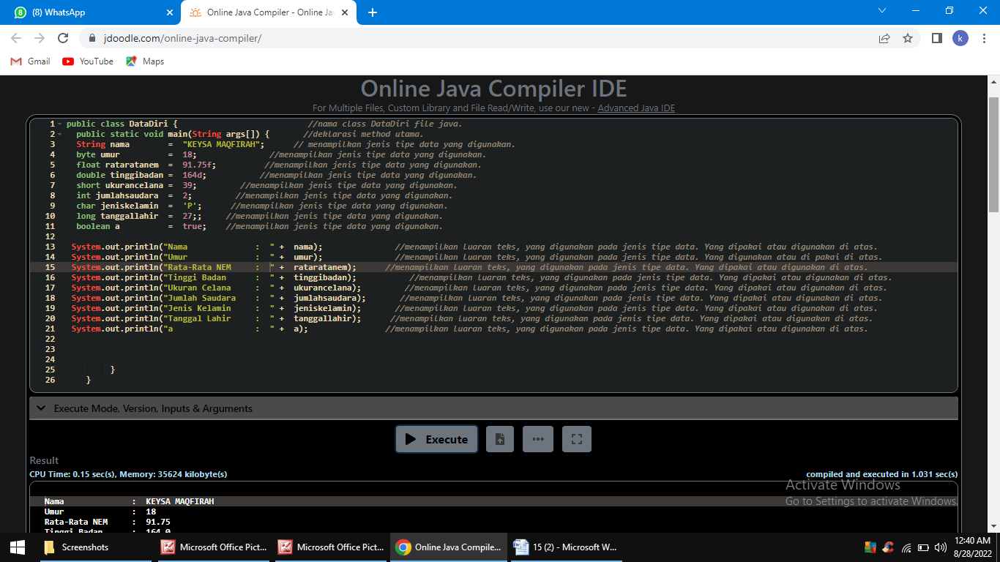 (8) WhatsApp
Online Java Compiler - Online Jav
jdoodle.com/online-java-compiler/
k
Gmail
YouTube
Maps
Online Java Compiler IDE
For Multiple Files, Custom Library and File Read/Write, use our new - Advanced Java IDE
1 public class DataDiri { //nama class DataDiri file java.
2 public static void main(String args[]) { //deklarasi method utama.
3 String nama = "KEYSA MAQFIRAH"; // menampilkan jenis tipe data yang digunakan.
4 byte umur = 18; //menampilkan jenis tipe data yang digunakan.
5 float rataratanem = 91.75f; //menampilkan jenis tipe data yang digunakan.
6 double tinggibadan = 164d; //menampilkan jenis tipe data yang digunakan.
7 short ukurancelana = 39; //menampilkan jenis tipe data yang digunakan.
8 int jumlahsaudara = 2; //menampilkan jenis tipe data yang digunakan.
9 char jeniskelamin = 'P'; //menampilkan jenis tipe data yang digunakan.
10 long tanggallahir = 27;; //menampilkan jenis tipe data yang digunakan.
11 boolean a = true; //menampilkan jenis tipe data yang digunakan.
12
13 System.out.println("Nama : " + nama); //menampilkan luaran teks, yang digunakan pada jenis tipe data. Yang dipakai atau digunakan di atas.
14 System.out.println("Umur : " + umur); //menampilkan luaran teks, yang digunakan pada jenis tipe data. Yang digunakan atau di pakai di atas.
15 System.out.println("Rata-Rata NEM : " + rataratanem); //menampilkan luaran teks, yang digunakan pada jenis tipe data. Yang dipakai atau digunakan di atas.
16 System.out.println("Tinggi Badan : " + tinggibadan); //menampilkan luaran teks, yang digunakan pada jenis tipe data. Yang dipakai atau digunakan di atas.
17 System.out.println("Ukuran Celana : " + ukurancelana); //menampilkan luaran teks, yang digunakan pada jenis tipe data. Yang dipakai atau digunakan di atas.
18 System.out.println("Jumlah Saudara : " + jumlahsaudara); //menampilkan luaran teks, yang digunakan pada jenis tipe data. Yang dipakai atau digunakan di atas.
19 System.out.println("Jenis Kelamin : " + jeniskelamin); //menampilkan luaran teks, yang digunakan pada jenis tipe data. Yang dipakai atau digunakan di atas.
20 System.out.println("Tanggal Lahir : " + tanggallahir); //menampilkan luaran teks, yang digunakan pada jenis tipe data. Yang dipakai atau digunakan di atas.
21 System.out.println("a : " + a); //menampilkan luaran teks, yang digunakan pada jenis tipe data. Yang dipakai atau digunakan di atas.
22
23
24
25 }
26 }
Execute Mode, Version, Inputs & Arguments
Execute
Result
CPU Time: 0.15 sec(s), Memory: 35624 kilobyte(s)
compiled and executed in 1.031 sec(s)
Activate Windows
Go to Settings to activate Windows.
Nama : KEYSA MAQFIRAH
Umur : 18
Rata-Rata NEM : 91.75
Tinggi Badan : 164.0
Screenshots
Microsoft Office Pict...
Microsoft Office Pict...
Online Java Compile...
15 (2) - Microsoft W...
12:40 AM
8/28/2022